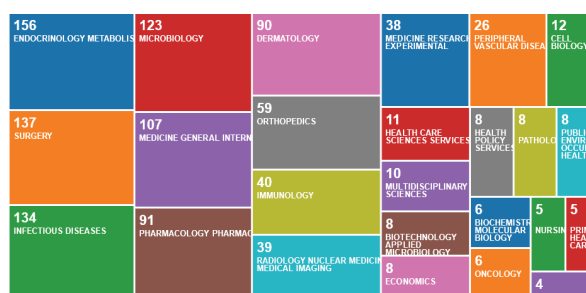 156
ENDOCRINOLOGY METABOLIS
137
SURGERY
134
INFECTIOUS DISEASES
123
MICROBIOLOGY
107
MEDICINE GENERAL INTERN
91
PHARMACOLOGY PHARMAC
90
DERMATOLOGY
59
ORTHOPEDICS
40
IMMUNOLOGY
39
RADIOLOGY NUCLEAR MEDICIN
MEDICAL IMAGING
38
MEDICINE RESEARCH
EXPERIMENTAL
11
HEALTH CARE
SCIENCES SERVICES
10
MULTIDISCIPLINARY
SCIENCES
8
BIOTECHNOLOGY
APPLIED
MICROBIOLOGY
8
ECONOMICS
26
PERIPHERAL
VASCULAR DISEA
12
CELL
BIOLOGY
8
HEALTH
POLICY
SERVICES
8
PATHOLO
8
PUBLI
ENVIR
OCCU
HEALT
6
BIOCHEMISTR
MOLECULAR
BIOLOGY
6
ONCOLOGY
5
NURSIN
5
PRI
HEA
CAR
4